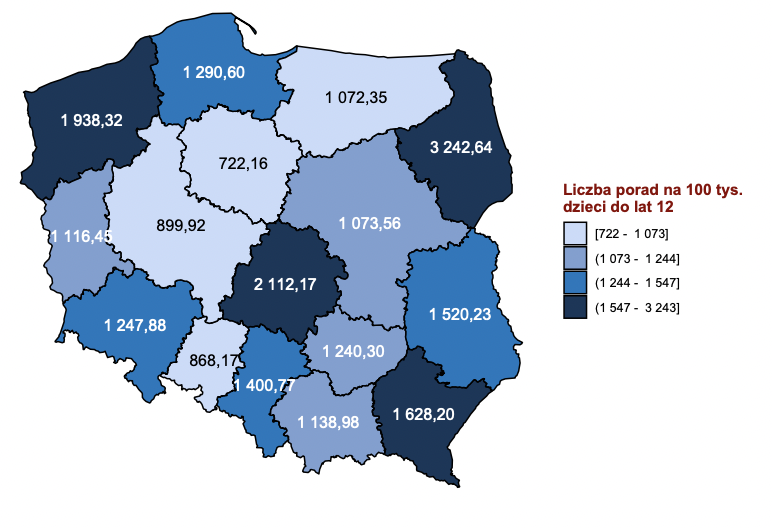 1 290,60
1 072,35
1 938,32
3 242,64
722,16
899,92
1 073,56
1 116,45
2 112,17
1 520,23
1 247,88
868,17
1 240,30
1 400,77
1 138,98
1 628,20
Liczba porad na 100 tys.
dzieci do lat 12
[722 - 1 073]
(1 073 - 1 244]
(1 244 - 1 547]
(1 547 - 3 243]